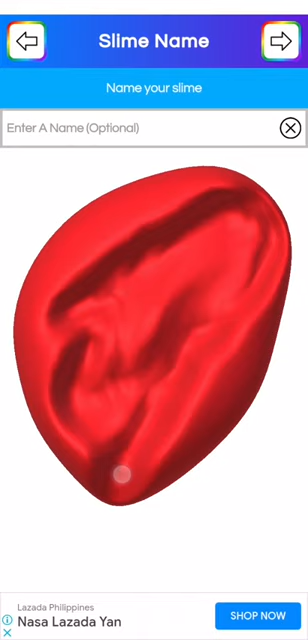 Slime Name
Name your slime
Enter A Name (Optional)
Lazada Philippines
Nasa Lazada Yan
SHOP NOW